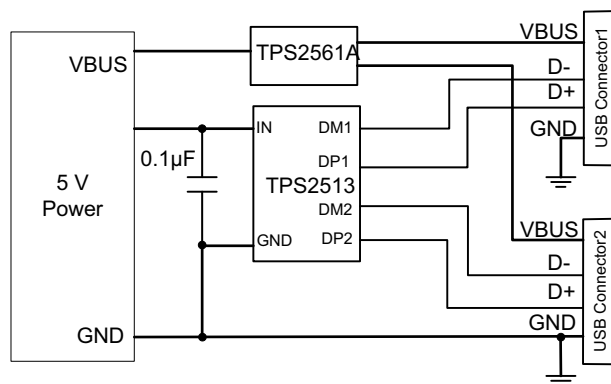 VBUS
TPS2561A
VBUS
D-
D+
GND
USB Connector1
IN
DM1
0.1µF
DP1
TPS2513
5 V
Power
DM2
GND
DP2
VBUS
D-
D+
GND
USB Connector2
GND